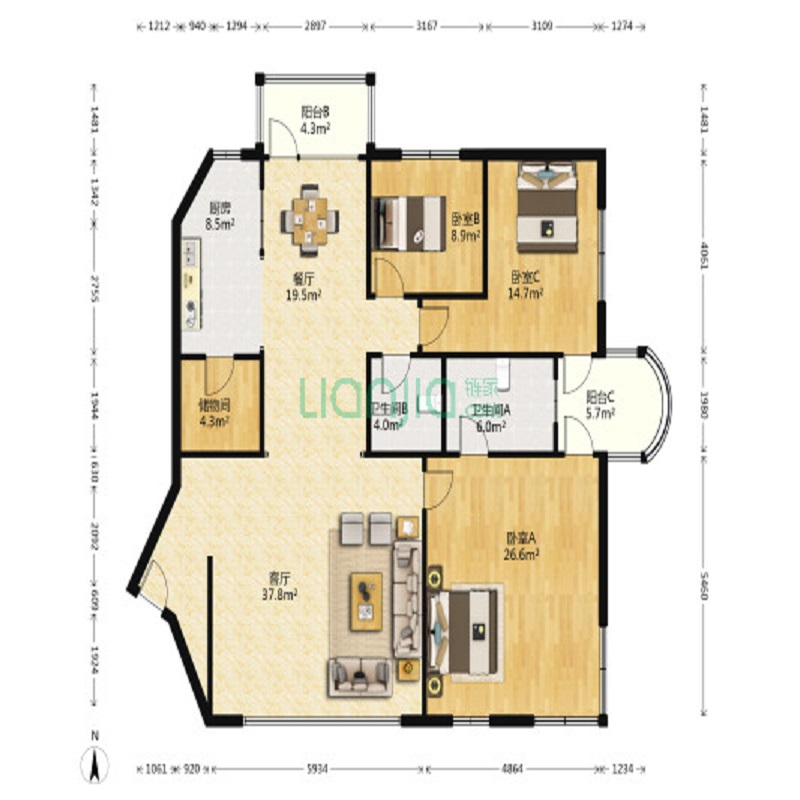 1212 940 1294 2897 3167 3109 1274
1481
1342
2755
1944
630
2092
609
1924
1481
4061
1980
5460
阳台B
4.3m²
厨房
8.5m²
卧室B
8.9m²
餐厅
19.5m²
卧室C
14.7m²
Lianjia 链家
储物间
4.3m²
卫生间B
4.0m²
卫生间A
6.0m²
阳台C
5.7m²
卧室A
26.6m²
客厅
37.8m²
N
1061 920 5934 4864 1234